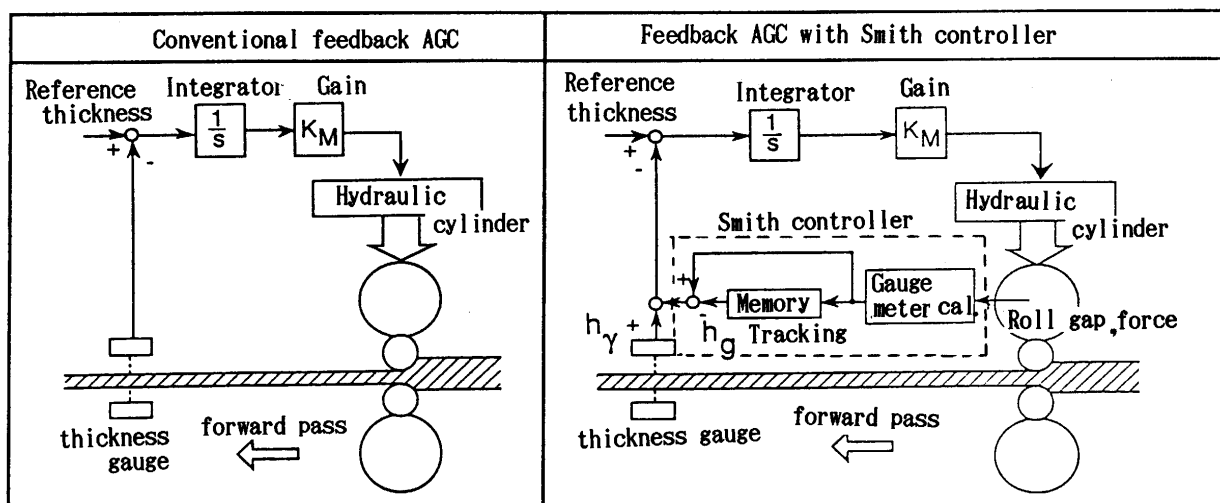 Conventional feedback AGC
Reference
thickness
Integrator
Gain
+
-
1/s
K_M
Hydraulic
cylinder
thickness
gauge
forward pass
Feedback AGC with Smith controller
Reference
thickness
Integrator
Gain
+
-
1/s
K_M
Hydraulic
cylinder
Smith controller
+
Memory
Gauge
meter cal.
Roll gap, force
h_γ +
- h_g
Tracking
thickness gauge
forward pass